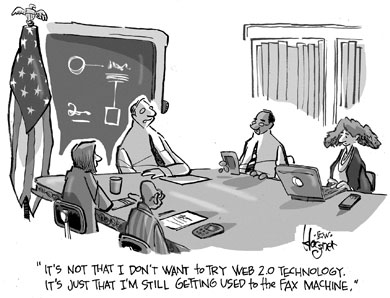 "IT'S NOT THAT I DON'T WANT TO TRY WEB 2.0 TECHNOLOGY.
IT'S JUST THAT I'M STILL GETTING USED TO THE FAX MACHINE."